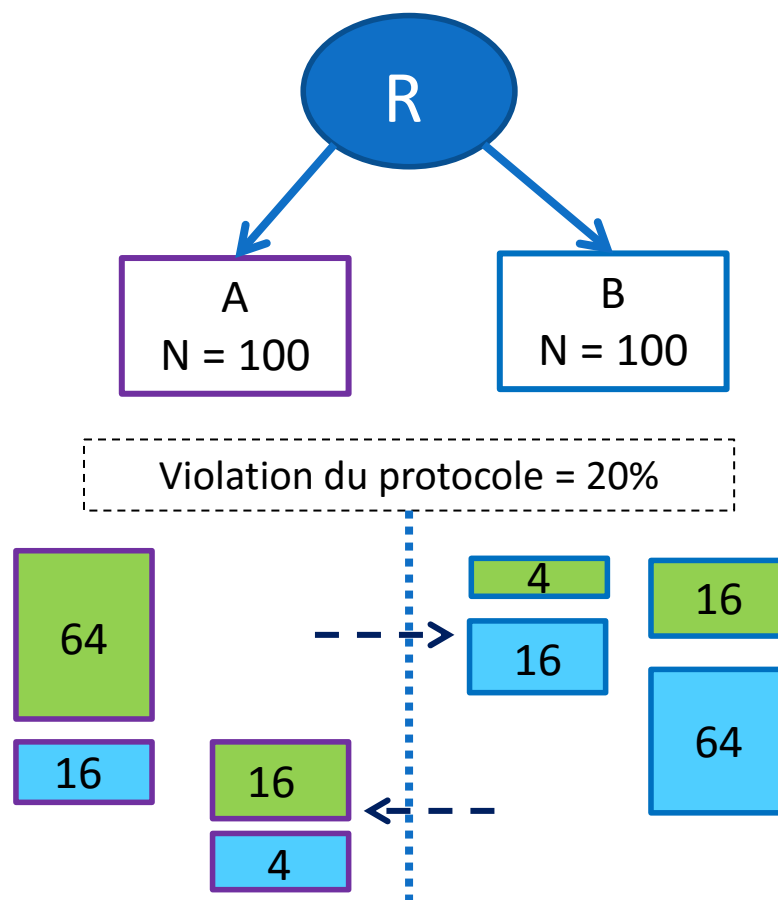 R
A
N = 100
B
N = 100
Violation du protocole = 20%
64
16
16
4
4
16
16
64